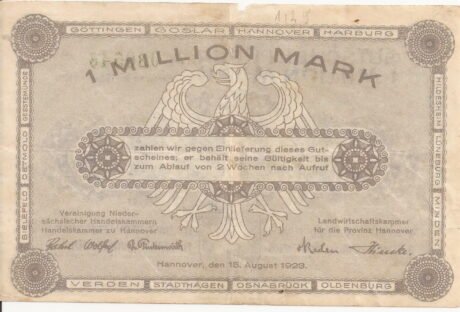 GÖTTINGEN GOSLAR HANNOVER HARBURG
1 MILLION MARK
BIELEFELD DETMOLD GEESTEMÜNDE
HILDESHEIM LÜNEBURG MINDEN
zahlen wir gegen Einlieferung dieses Gut-
scheines; er behält seine Gültigkeit bis
zum Ablauf von 2 Wochen nach Aufruf
Vereinigung Nieder-
sächsischer Handelskammern
Handelskammer zu Hannover
Landwirtschaftskammer
für die Provinz Hannover
Hannover, den 15. August 1923.
VERDEN STADTHAGEN OSNABRÜCK OLDENBURG